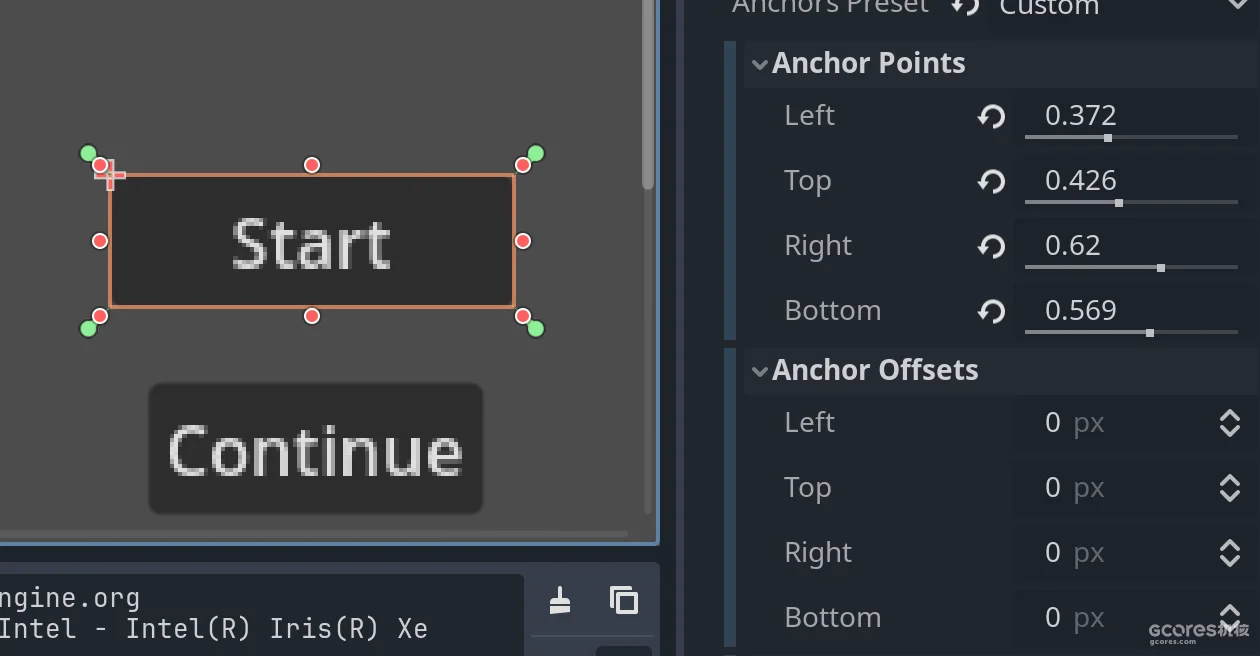 Anchors Preset Custom
Anchor Points
Left 0.372
Top 0.426
Right 0.62
Bottom 0.569
Anchor Offsets
Left 0 px
Top 0 px
Right 0 px
Bottom 0 px
Start
Continue
ngine.org
Intel - Intel(R) Iris(R) Xe
GCORES机核
gcores.com